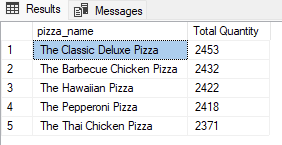 Results Messages
pizza_name Total Quantity
1 The Classic Deluxe Pizza 2453
2 The Barbecue Chicken Pizza 2432
3 The Hawaiian Pizza 2422
4 The Pepperoni Pizza 2418
5 The Thai Chicken Pizza 2371